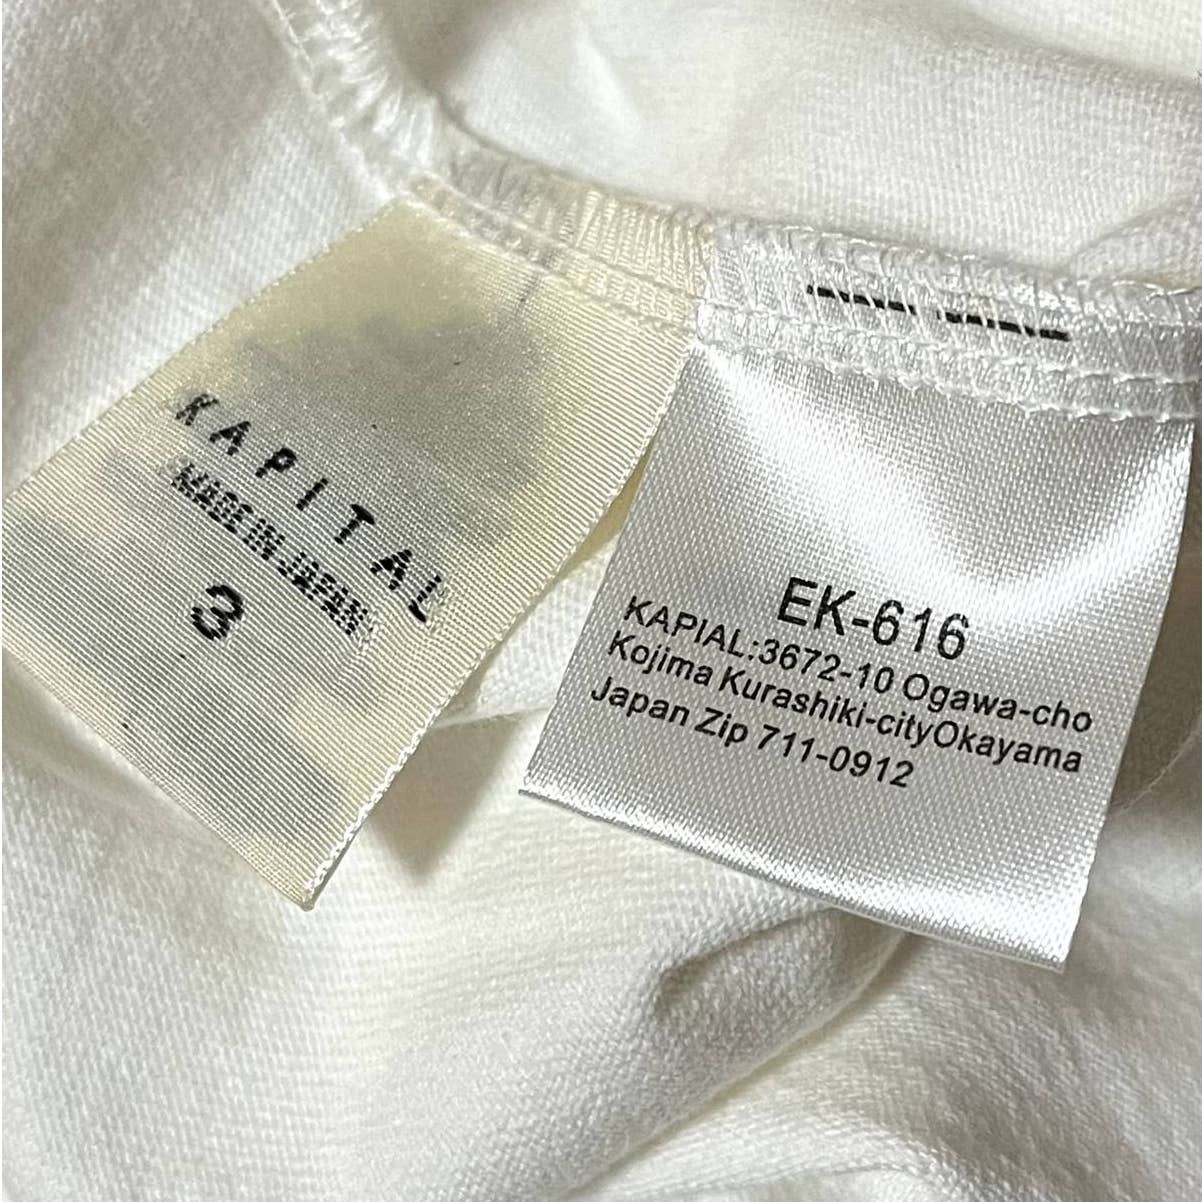 KAPITAL
MADE IN JAPAN
3
EK-616
KAPIAL:3672-10 Ogawa-cho
Kojima Kurashiki-cityOkayama
Japan Zip 711-0912